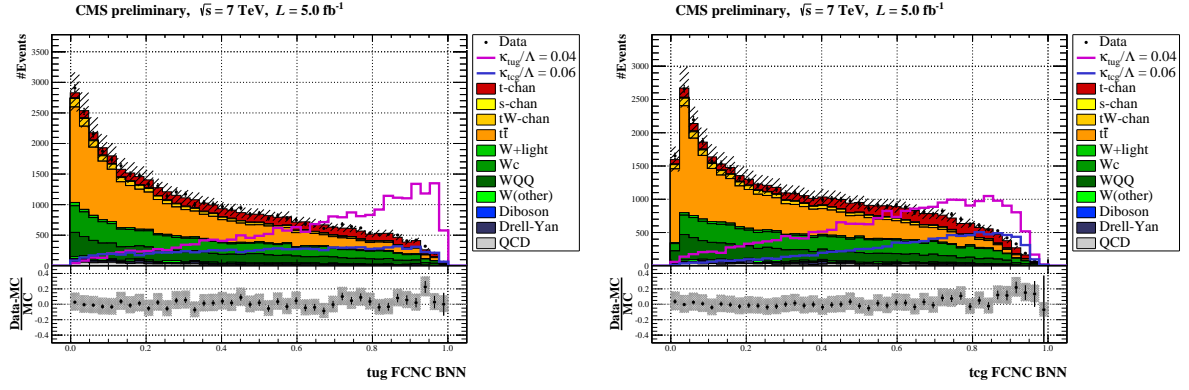 CMS preliminary, √s = 7 TeV, L = 5.0 fb⁻¹
#Events
3500
3000
2500
2000
1500
1000
500
0
Data
κtug/Λ = 0.04
κtcg/Λ = 0.06
t-chan
s-chan
tW-chan
tt̄
W+light
Wc
WQQ
W(other)
Diboson
Drell-Yan
QCD
Data-MC
MC
0.4
0.2
0.0
-0.2
-0.4
0.0 0.2 0.4 0.6 0.8 1.0
tug FCNC BNN
CMS preliminary, √s = 7 TeV, L = 5.0 fb⁻¹
#Events
3000
2500
2000
1500
1000
500
0
Data
κtug/Λ = 0.04
κtcg/Λ = 0.06
t-chan
s-chan
tW-chan
tt̄
W+light
Wc
WQQ
W(other)
Diboson
Drell-Yan
QCD
Data-MC
MC
0.4
0.2
0.0
-0.2
-0.4
0.0 0.2 0.4 0.6 0.8 1.0
tcg FCNC BNN